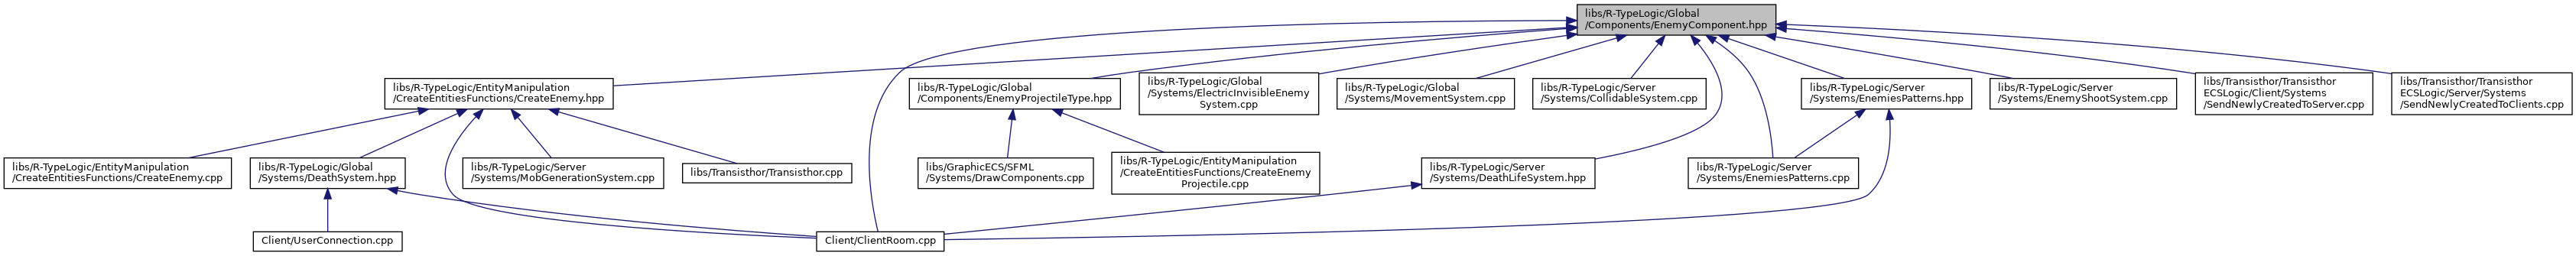 libs/R-TypeLogic/Global
/Components/EnemyComponent.hpp
libs/R-TypeLogic/EntityManipulation
/CreateEntitiesFunctions/CreateEnemy.hpp
libs/R-TypeLogic/Global
/Components/EnemyProjectileType.hpp
libs/R-TypeLogic/Global
/Systems/ElectricInvisibleEnemy
System.cpp
libs/R-TypeLogic/Global
/Systems/MovementSystem.cpp
libs/R-TypeLogic/Server
/Systems/CollidableSystem.cpp
libs/R-TypeLogic/Server
/Systems/EnemiesPatterns.hpp
libs/R-TypeLogic/Server
/Systems/EnemyShootSystem.cpp
libs/Transisthor/Transisthor
ECSLogic/Client/Systems
/SendNewlyCreatedToServer.cpp
libs/Transisthor/Transisthor
ECSLogic/Server/Systems
/SendNewlyCreatedToClients.cpp
libs/R-TypeLogic/EntityManipulation
/CreateEntitiesFunctions/CreateEnemy.cpp
libs/R-TypeLogic/Global
/Systems/DeathSystem.hpp
libs/R-TypeLogic/Server
/Systems/MobGenerationSystem.cpp
libs/Transisthor/Transisthor.cpp
libs/GraphicECS/SFML
/Systems/DrawComponents.cpp
libs/R-TypeLogic/EntityManipulation
/CreateEntitiesFunctions/CreateEnemy
Projectile.cpp
libs/R-TypeLogic/Server
/Systems/DeathLifeSystem.hpp
libs/R-TypeLogic/Server
/Systems/EnemiesPatterns.cpp
Client/UserConnection.cpp
Client/ClientRoom.cpp